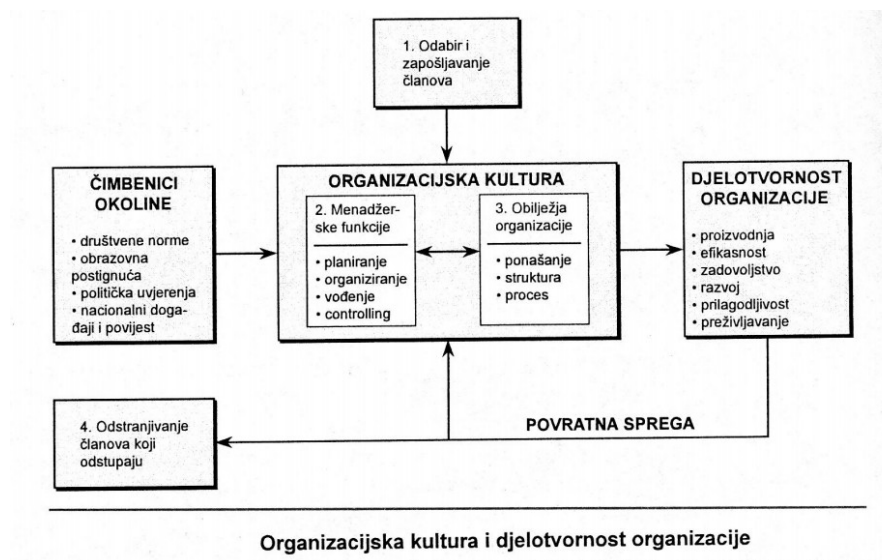 1. Odabir i
zapošljavanje
članova
ČIMBENICI
OKOLINE
• društvene norme
• obrazovna
postignuća
• politička uvjerenja
• nacionalni doga-
đaji i povijest
ORGANIZACIJSKA KULTURA
2. Menadžer-
ske funkcije
• planiranje
• organiziranje
• vođenje
• controlling
3. Obilježja
organizacije
• ponašanje
• struktura
• proces
DJELOTVORNOST
ORGANIZACIJE
• proizvodnja
• efikasnost
• zadovoljstvo
• razvoj
• prilagodljivost
• preživljavanje
4. Odstranjivanje
članova koji
odstupaju
POVRATNA SPREGA
Organizacijska kultura i djelotvornost organizacije